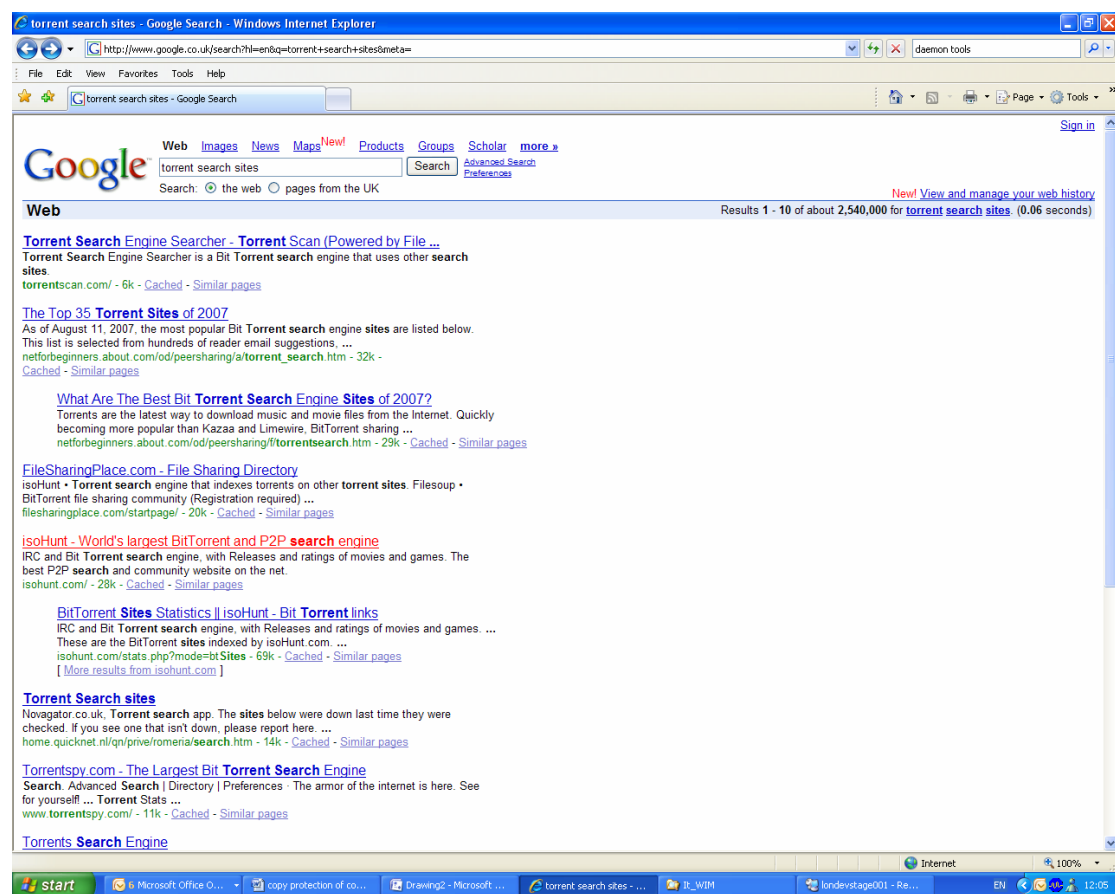 torrent search sites - Google Search - Windows Internet Explorer
http://www.google.co.uk/search?hl=en&q=torrent+search+sites&meta=
daemon tools
File Edit View Favorites Tools Help
torrent search sites - Google Search
Page Tools
Sign in
Web Images News Maps New! Products Groups Scholar more »
Google
torrent search sites
Search
Advanced Search
Preferences
Search: the web pages from the UK
New! View and manage your web history
Web
Results 1 - 10 of about 2,540,000 for torrent search sites. (0.06 seconds)
Torrent Search Engine Searcher - Torrent Scan (Powered by File ...
Torrent Search Engine Searcher is a Bit Torrent search engine that uses other search
sites.
torrentscan.com/ - 6k - Cached - Similar pages
The Top 35 Torrent Sites of 2007
As of August 11, 2007, the most popular Bit Torrent search engine sites are listed below.
This list is selected from hundreds of reader email suggestions, ...
netforbeginners.about.com/od/peersharing/a/torrent_search.htm - 32k -
Cached - Similar pages
What Are The Best Bit Torrent Search Engine Sites of 2007?
Torrents are the latest way to download music and movie files from the Internet. Quickly
becoming more popular than Kazaa and Limewire, BitTorrent sharing ...
netforbeginners.about.com/od/peersharing/f/torrentsearch.htm - 29k - Cached - Similar pages
FileSharingPlace.com - File Sharing Directory
isoHunt • Torrent search engine that indexes torrents on other torrent sites. Filesoup •
BitTorrent file sharing community (Registration required) ...
filesharingplace.com/startpage/ - 20k - Cached - Similar pages
isoHunt - World's largest BitTorrent and P2P search engine
IRC and Bit Torrent search engine, with Releases and ratings of movies and games. The
best P2P search and community website on the net.
isohunt.com/ - 28k - Cached - Similar pages
BitTorrent Sites Statistics || isoHunt - Bit Torrent links
IRC and Bit Torrent search engine, with Releases and ratings of movies and games. ...
These are the BitTorrent sites indexed by isoHunt.com. ...
isohunt.com/stats.php?mode=btSites - 69k - Cached - Similar pages
[ More results from isohunt.com ]
Torrent Search sites
Novagator.co.uk, Torrent search app. The sites below were down last time they were
checked. If you see one that isn't down, please report here. ...
home.quicknet.nl/qn/prive/romeria/search.htm - 14k - Cached - Similar pages
Torrentspy.com - The Largest Bit Torrent Search Engine
Search. Advanced Search | Directory | Preferences · The armor of the internet is here. See
for yourself! ... Torrent Stats ...
www.torrentspy.com/ - 11k - Cached - Similar pages
Torrents Search Engine
Internet 100%
start 6 Microsoft Office O... copy protection of co... Drawing2 - Microsoft ... torrent search sites - ... It_WIM londevstage001 - Re... EN 12:05